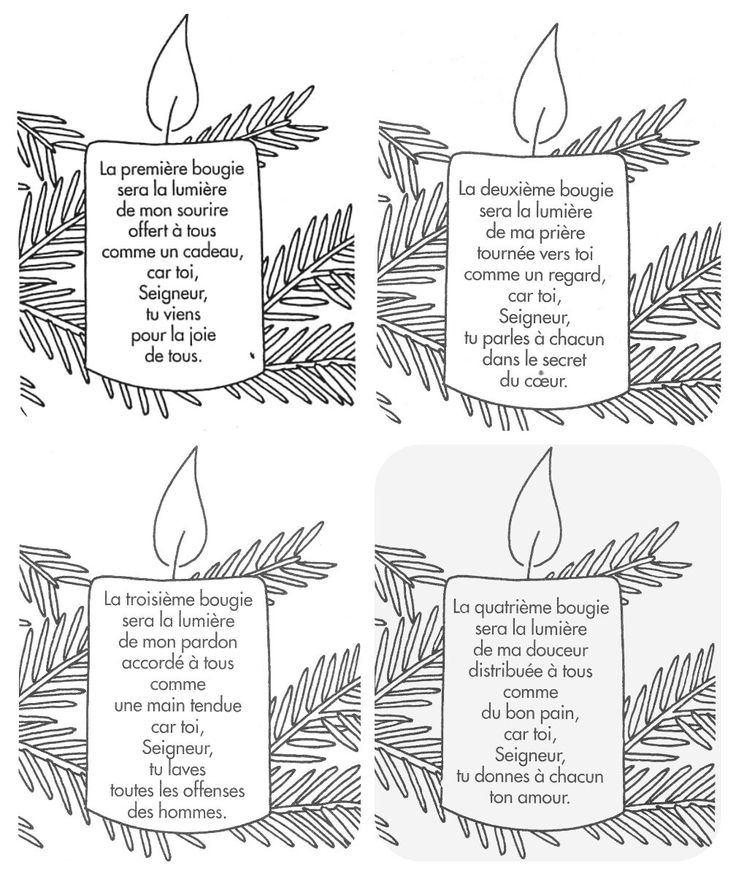 La première bougie
sera la lumière
de mon sourire
offert à tous
comme un cadeau,
car toi,
Seigneur,
tu viens
pour la joie
de tous.
La deuxième bougie
sera la lumière
de ma prière
tournée vers toi
comme un regard,
car toi,
Seigneur,
tu parles à chacun
dans le secret
du cœur.
La troisième bougie
sera la lumière
de mon pardon
accordé à tous
comme
une main tendue
car toi,
Seigneur,
tu laves
toutes les offenses
des hommes.
La quatrième bougie
sera la lumière
de ma douceur
distribuée à tous
comme
du bon pain,
car toi,
Seigneur,
tu donnes à chacun
ton amour.